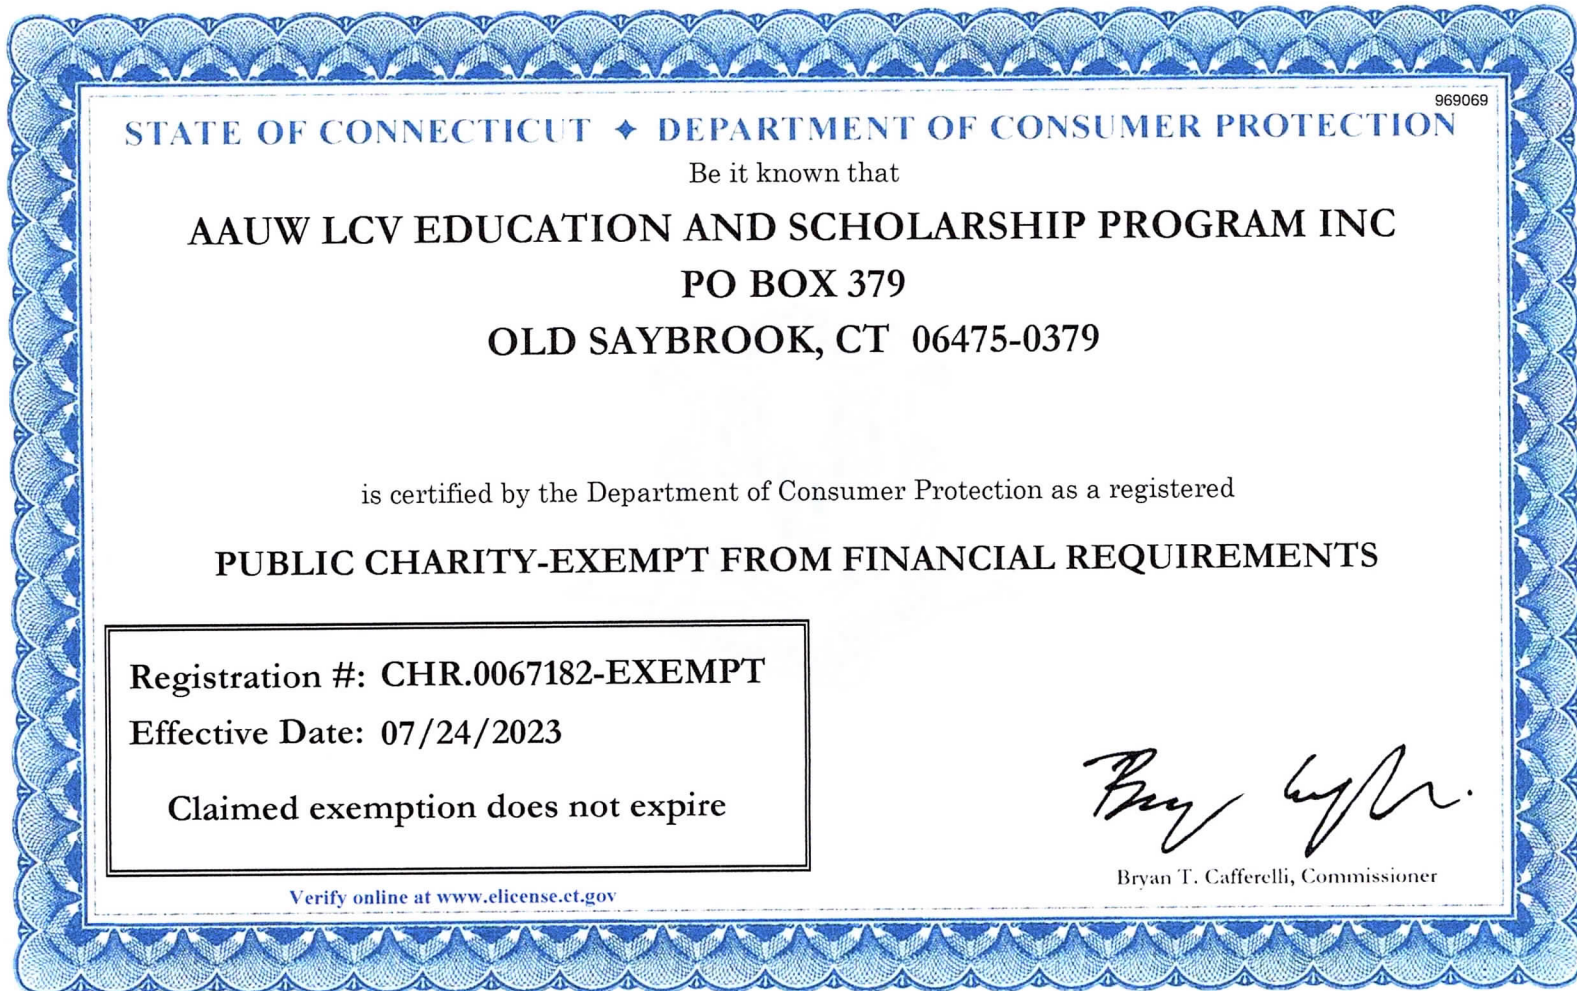 969069
STATE OF CONNECTICUT ✦ DEPARTMENT OF CONSUMER PROTECTION
Be it known that
AAUW LCV EDUCATION AND SCHOLARSHIP PROGRAM INC
PO BOX 379
OLD SAYBROOK, CT 06475-0379
is certified by the Department of Consumer Protection as a registered
PUBLIC CHARITY-EXEMPT FROM FINANCIAL REQUIREMENTS
Registration #: CHR.0067182-EXEMPT
Effective Date: 07/24/2023
Claimed exemption does not expire
Verify online at www.elicense.ct.gov
Bryan T. Cafferelli, Commissioner